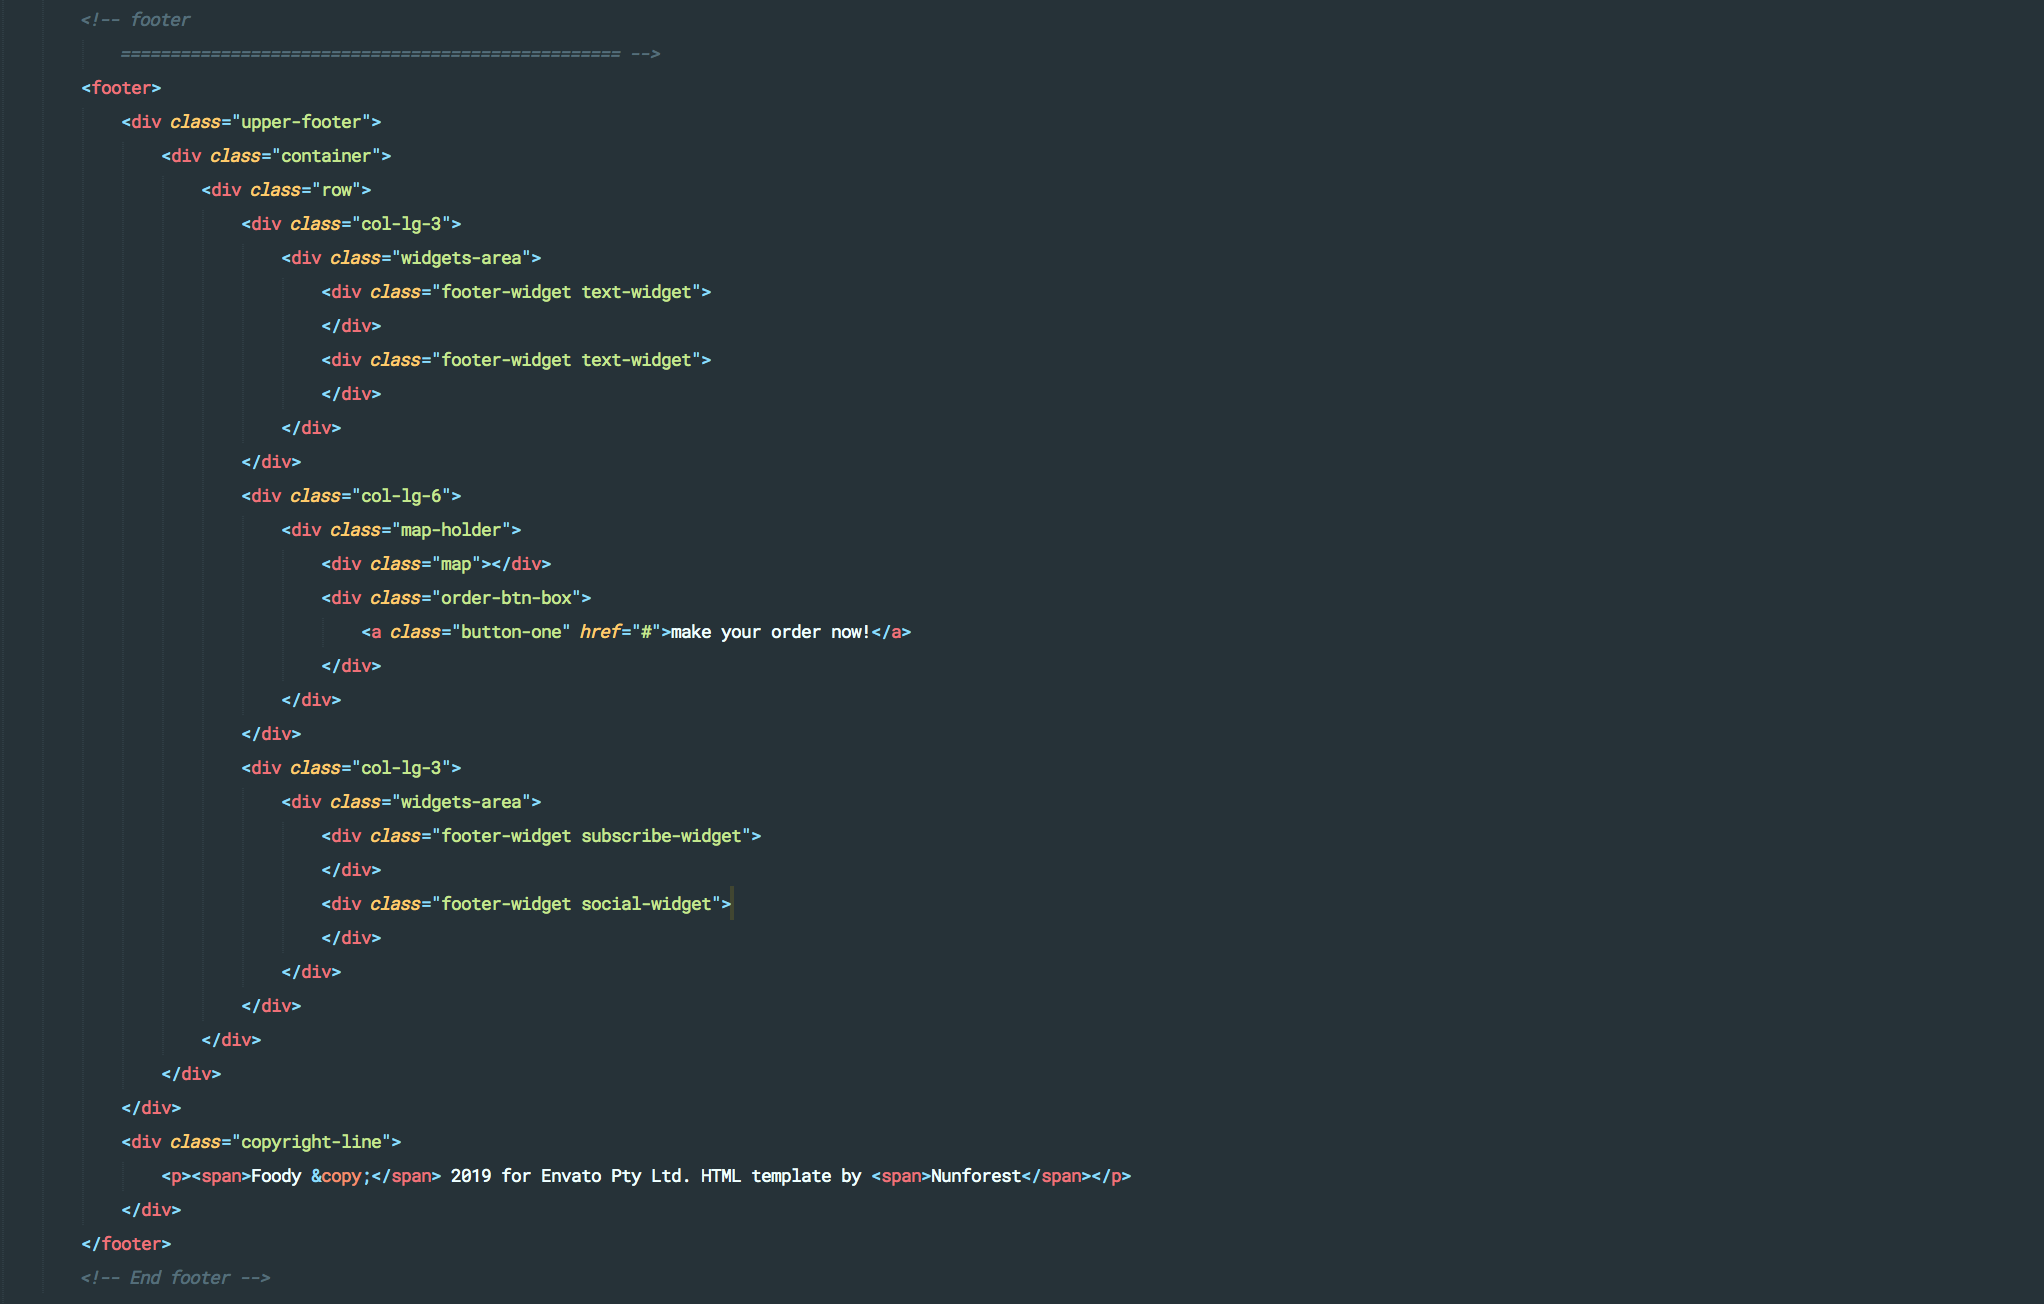 <!-- footer
================================================== -->
<footer>
<div class="upper-footer">
<div class="container">
<div class="row">
<div class="col-lg-3">
<div class="widgets-area">
<div class="footer-widget text-widget">
</div>
<div class="footer-widget text-widget">
</div>
</div>
</div>
<div class="col-lg-6">
<div class="map-holder">
<div class="map"></div>
<div class="order-btn-box">
<a class="button-one" href="#">make your order now!</a>
</div>
</div>
</div>
<div class="col-lg-3">
<div class="widgets-area">
<div class="footer-widget subscribe-widget">
</div>
<div class="footer-widget social-widget">
</div>
</div>
</div>
</div>
</div>
</div>
<div class="copyright-line">
<p><span>Foody &copy;</span> 2019 for Envato Pty Ltd. HTML template by <span>Nunforest</span></p>
</div>
</footer>
<!-- End footer -->